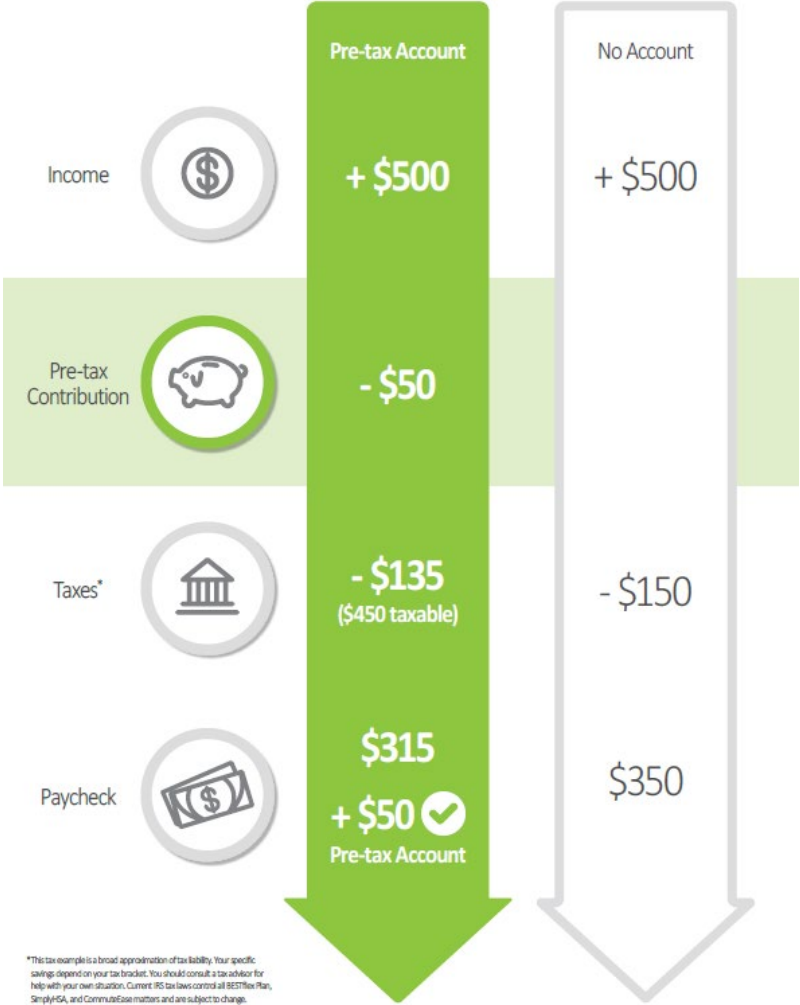 Pre-tax Account
No Account
Income
+ $500
+ $500
Pre-tax
Contribution
- $50
Taxes*
- $135
($450 taxable)
- $150
Paycheck
$315
+ $50
Pre-tax Account
$350
*This tax example is a broad approximation of tax liability. Your specific
savings depend on your tax bracket. You should consult a tax advisor for
help with your own situation. Current IRS tax laws control all BESTflex Plan,
SimplyHSA, and CommuteEase matters and are subject to change.